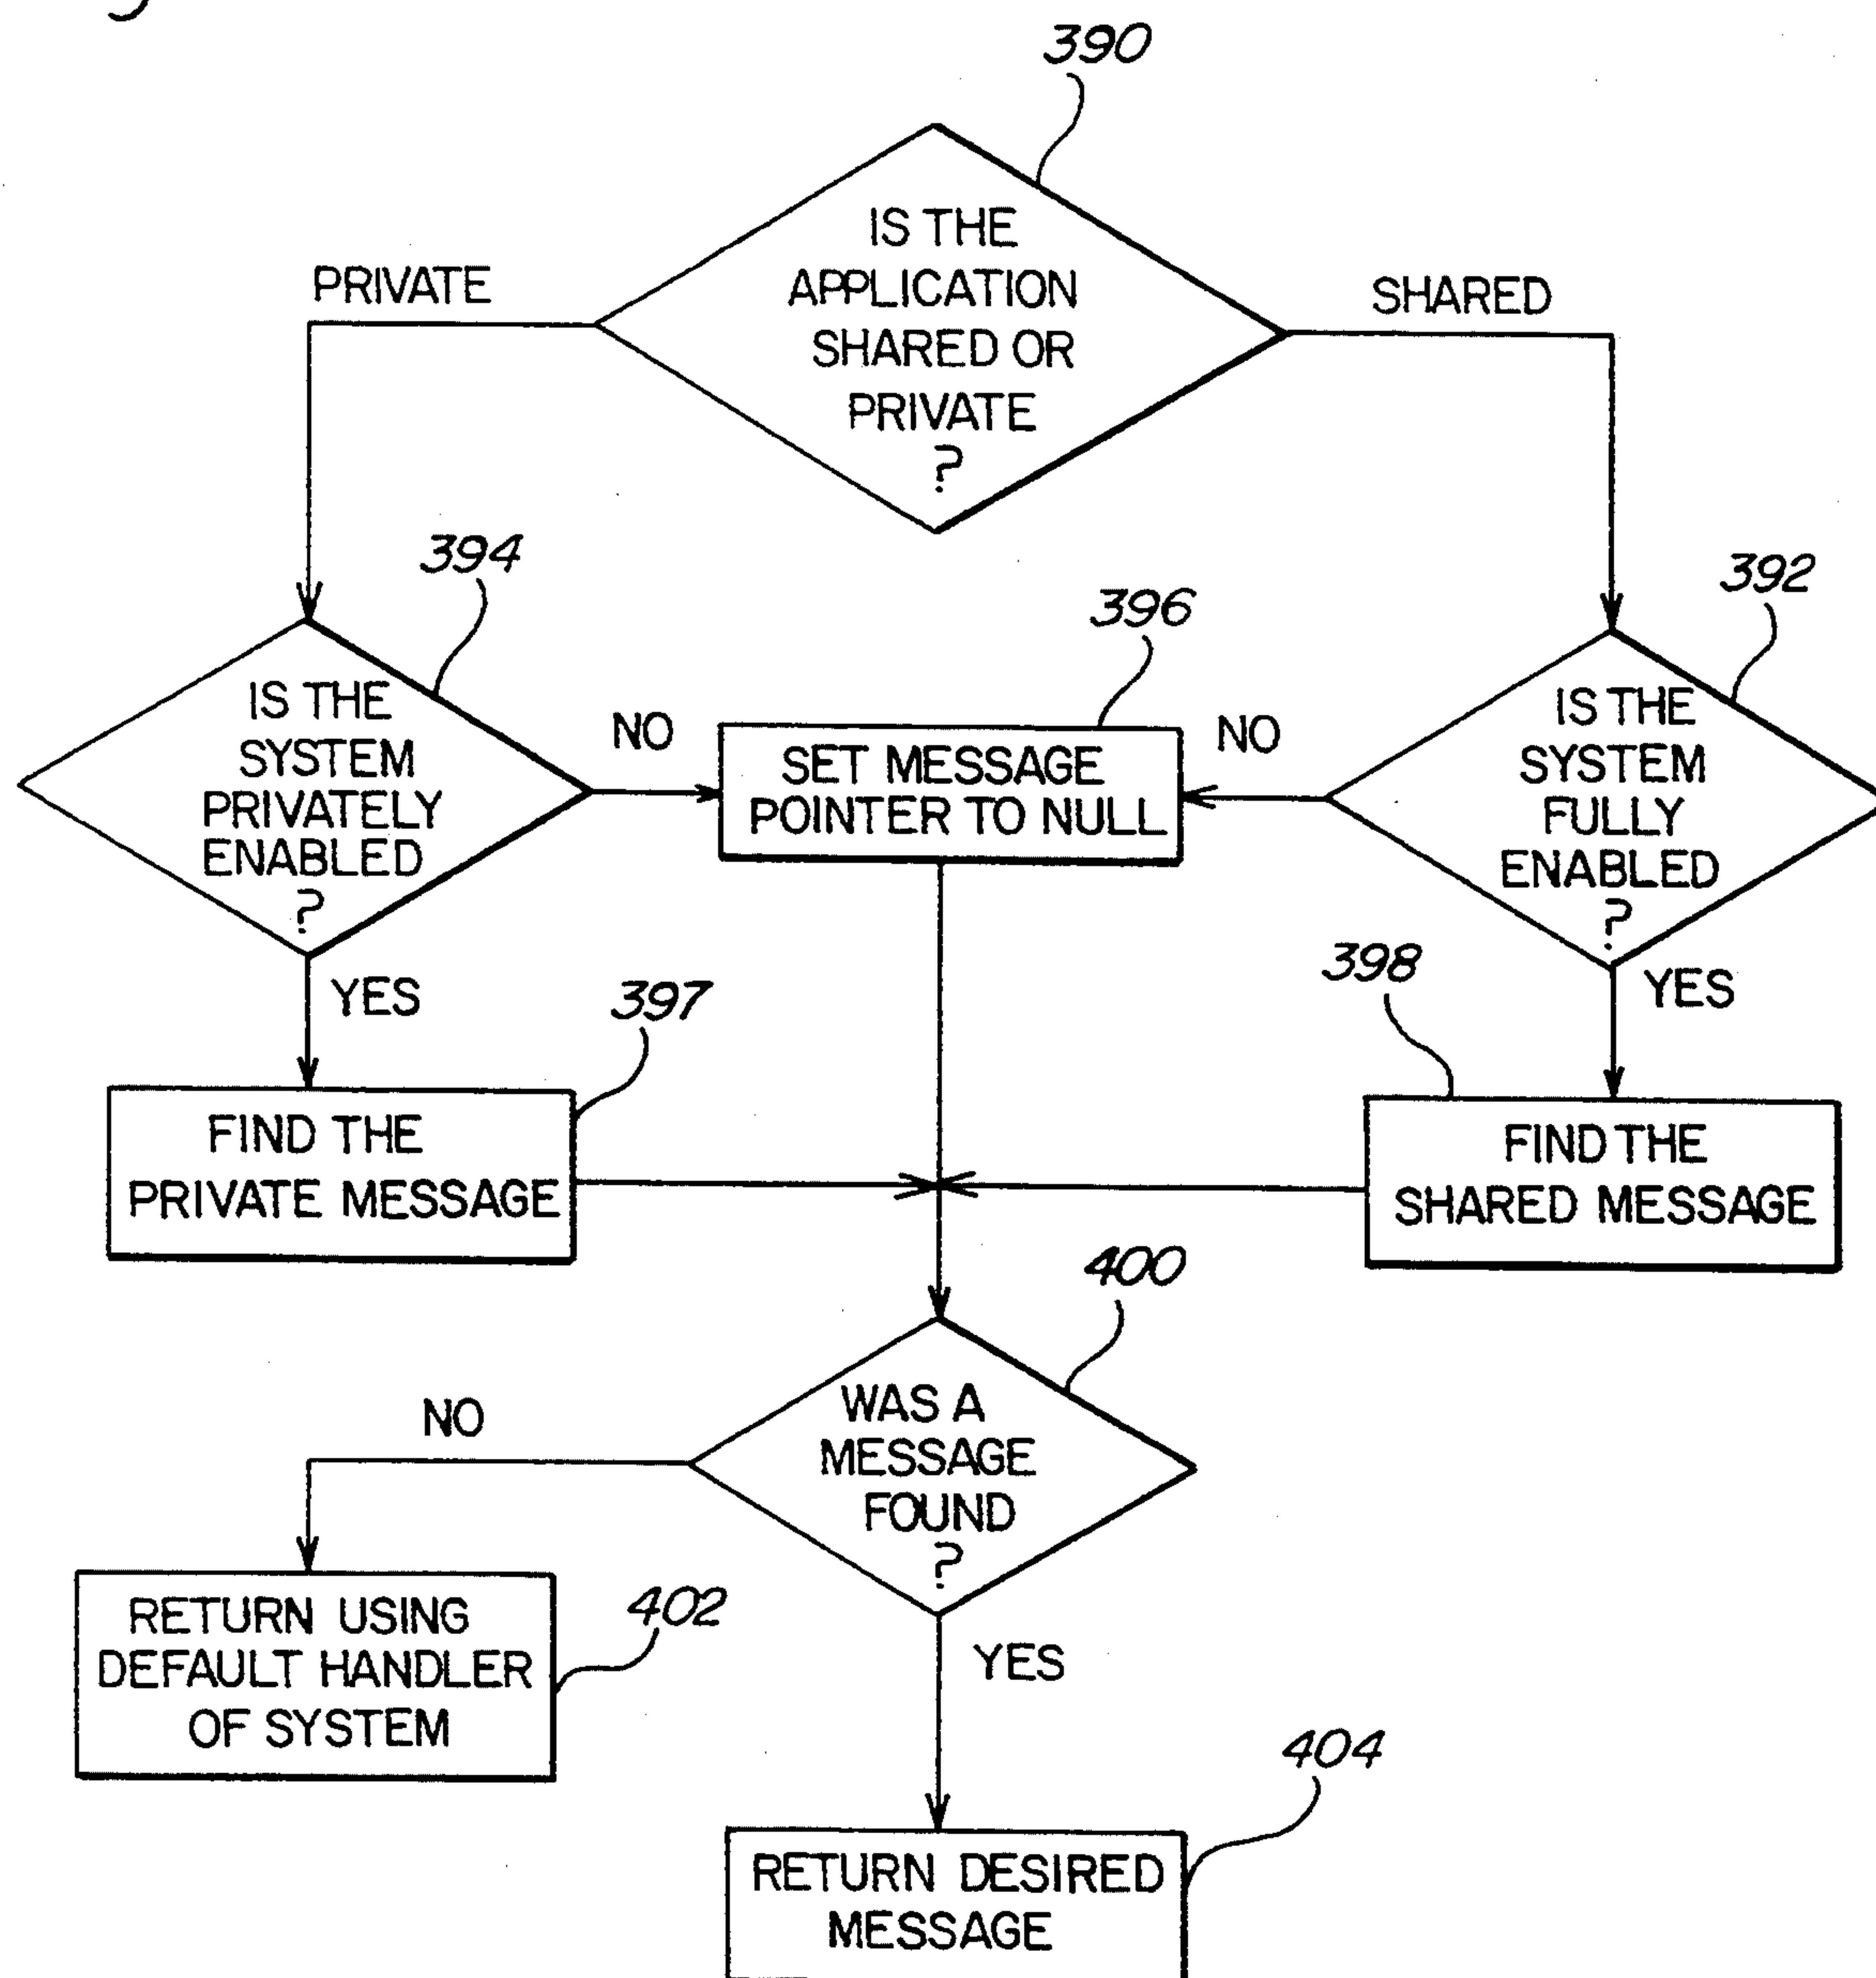 390
IS THE
APPLICATION
SHARED OR
PRIVATE
?
PRIVATE
SHARED
394
IS THE
SYSTEM
PRIVATELY
ENABLED
?
NO
396
SET MESSAGE
POINTER TO NULL
NO
392
IS THE
SYSTEM
FULLY
ENABLED
?
YES
397
FIND THE
PRIVATE MESSAGE
YES
398
FIND THE
SHARED MESSAGE
400
WAS A
MESSAGE
FOUND
?
NO
402
RETURN USING
DEFAULT HANDLER
OF SYSTEM
YES
404
RETURN DESIRED
MESSAGE